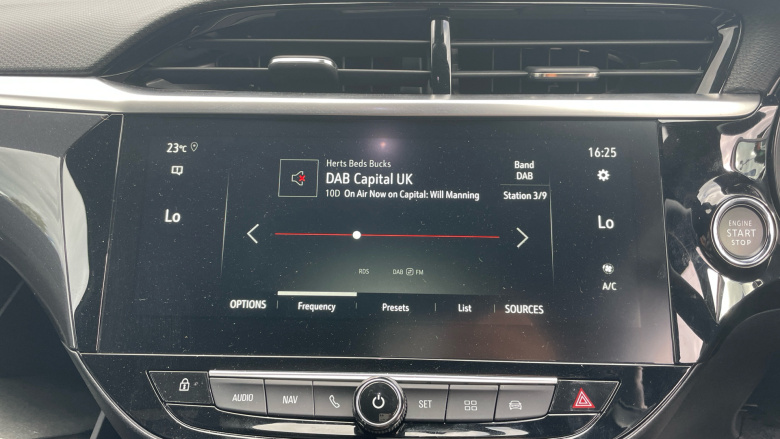 23°C
16:25
Herts Beds Bucks
DAB Capital UK
10D On Air Now on Capital: Will Manning
Band
DAB
Station 3/9
Lo
Lo
RDS
DAB FM
A/C
OPTIONS
Frequency
Presets
List
SOURCES
ENGINE
START
STOP
AUDIO
NAV
SET